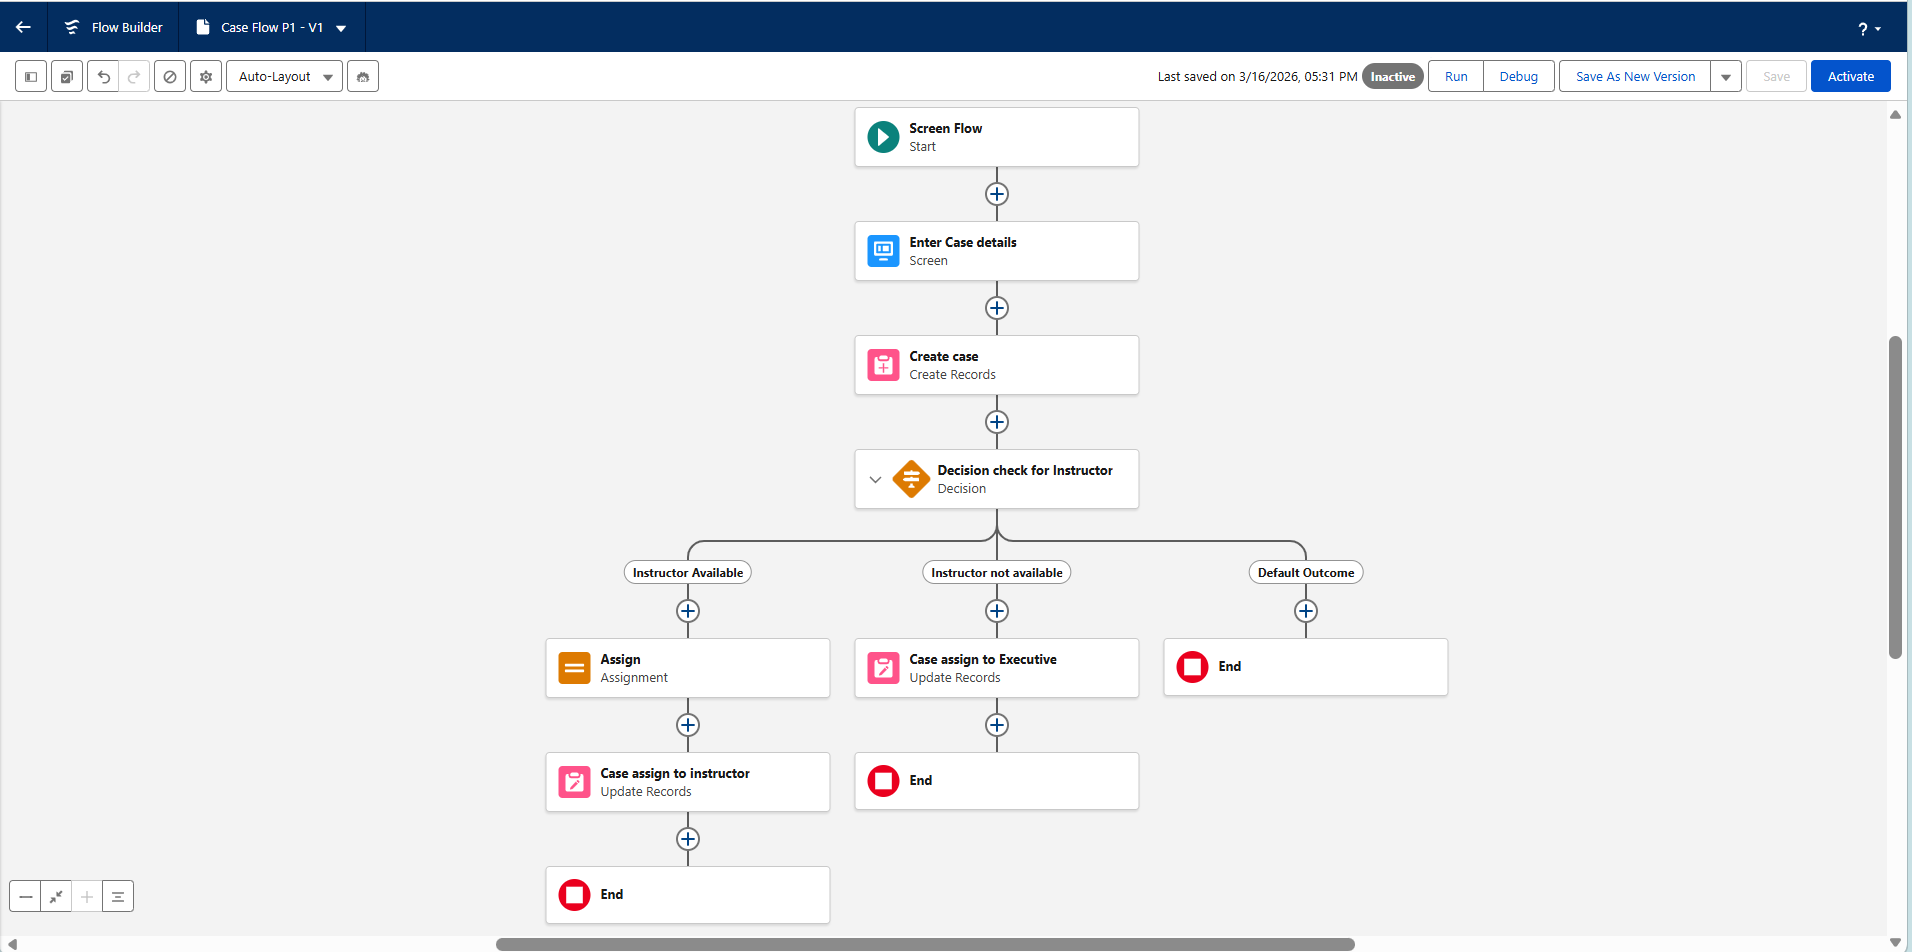 Flow Builder
Case Flow P1 - V1
?
Auto-Layout
Last saved on 3/16/2026, 05:31 PM
Inactive
Run
Debug
Save As New Version
Save
Activate
Screen Flow
Start
Enter Case details
Screen
Create case
Create Records
Decision check for Instructor
Decision
Instructor Available
Instructor not available
Default Outcome
Assign
Assignment
Case assign to Executive
Update Records
End
Case assign to instructor
Update Records
End
End